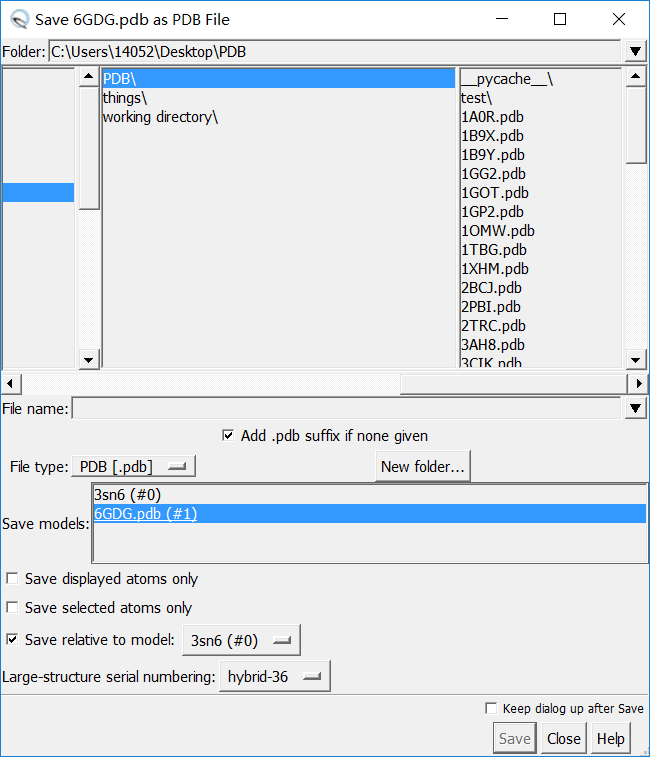 Save 6GDG.pdb as PDB File
Folder: C:\Users\14052\Desktop\PDB
PDB\
things\
working directory\
__pycache__\
test\
1A0R.pdb
1B9X.pdb
1B9Y.pdb
1GG2.pdb
1GOT.pdb
1GP2.pdb
1OMW.pdb
1TBG.pdb
1XHM.pdb
2BCJ.pdb
2PBI.pdb
2TRC.pdb
3AH8.pdb
3CIK.pdb
File name:
Add .pdb suffix if none given
File type: PDB [.pdb] New folder...
Save models:
3sn6 (#0)
6GDG.pdb (#1)
Save displayed atoms only
Save selected atoms only
Save relative to model: 3sn6 (#0)
Large-structure serial numbering: hybrid-36
Keep dialog up after Save
Save Close Help